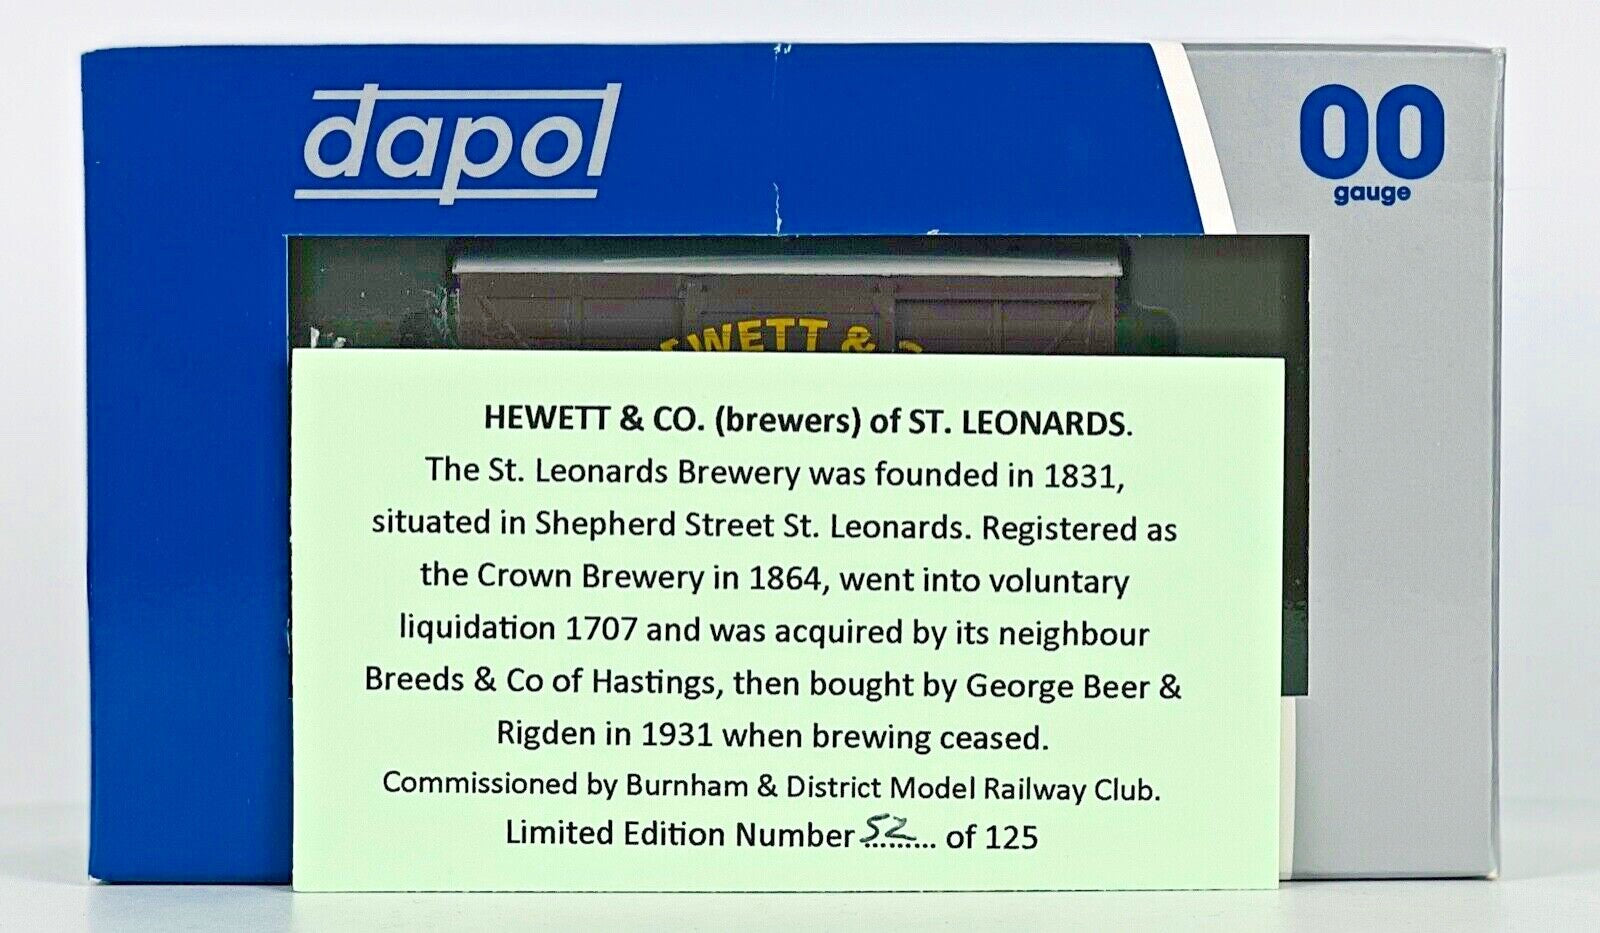 dapol
00
gauge
EWETT & C
HEWETT & CO. (brewers) of ST. LEONARDS.
The St. Leonards Brewery was founded in 1831,
situated in Shepherd Street St. Leonards. Registered as
the Crown Brewery in 1864, went into voluntary
liquidation 1707 and was acquired by its neighbour
Breeds & Co of Hastings, then bought by George Beer &
Rigden in 1931 when brewing ceased.
Commissioned by Burnham & District Model Railway Club.
Limited Edition Number 52 ......... of 125